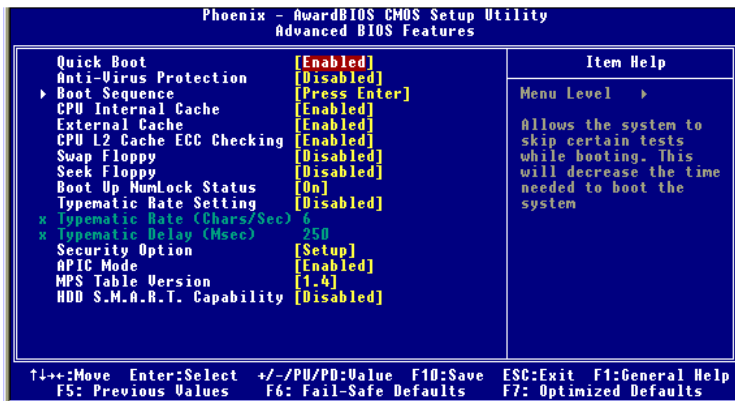 Phoenix - AwardBIOS CMOS Setup Utility
Advanced BIOS Features
Quick Boot [Enabled]
Anti-Virus Protection [Disabled]
▶ Boot Sequence [Press Enter]
CPU Internal Cache [Enabled]
External Cache [Enabled]
CPU L2 Cache ECC Checking [Enabled]
Swap Floppy [Disabled]
Seek Floppy [Disabled]
Boot Up NumLock Status [On]
Typematic Rate Setting [Disabled]
x Typematic Rate (Chars/Sec) 6
x Typematic Delay (Msec) 250
Security Option [Setup]
APIC Mode [Enabled]
MPS Table Version [1.4]
HDD S.M.A.R.T. Capability [Disabled]
Item Help
Menu Level ▶
Allows the system to
skip certain tests
while booting. This
will decrease the time
needed to boot the
system
↑↓→←:Move Enter:Select +/-/PU/PD:Value F10:Save ESC:Exit F1:General Help
F5: Previous Values F6: Fail-Safe Defaults F7: Optimized Defaults